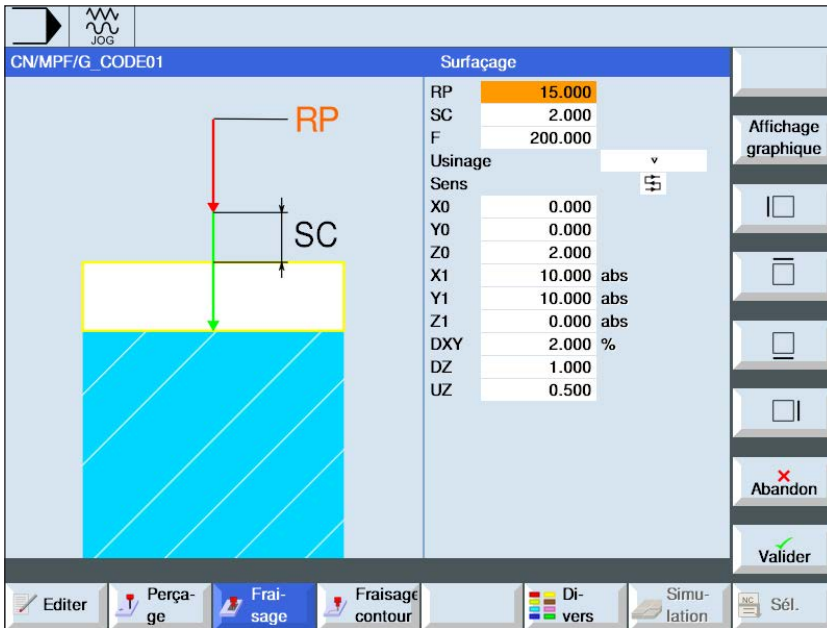 JOG
CN/MPF/G_CODE01
Surfaçage
RP
SC
RP 15.000
SC 2.000
F 200.000
Usinage v
Sens
X0 0.000
Y0 0.000
Z0 2.000
X1 10.000 abs
Y1 10.000 abs
Z1 0.000 abs
DXY 2.000 %
DZ 1.000
UZ 0.500
Affichage
graphique
Abandon
Valider
Editer
Perça-
ge
Frai-
sage
Fraisage
contour
Di-
vers
Simu-
lation
NC
Sél.